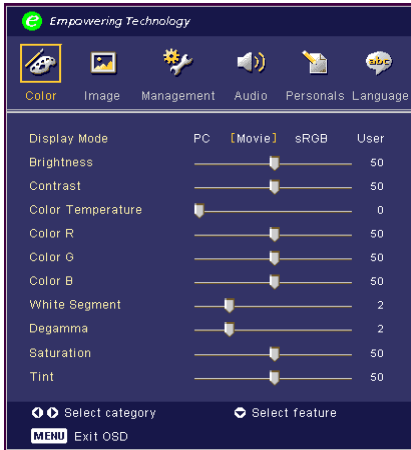 e Empowering Technology
Color Image Management Audio Personals Language
Display Mode PC [Movie] sRGB User
Brightness 50
Contrast 50
Color Temperature 0
Color R 50
Color G 50
Color B 50
White Segment 2
Degamma 2
Saturation 50
Tint 50
Select category Select feature
MENU Exit OSD